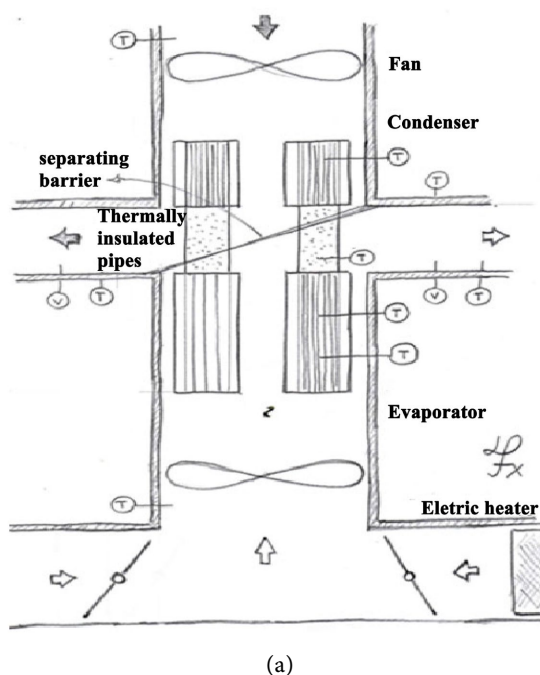 T
Fan
Condenser
T
separating
barrier
T
Thermally
insulated
pipes
T
V
T
V
T
T
T
Evaporator
T
Eletric heater
(a)